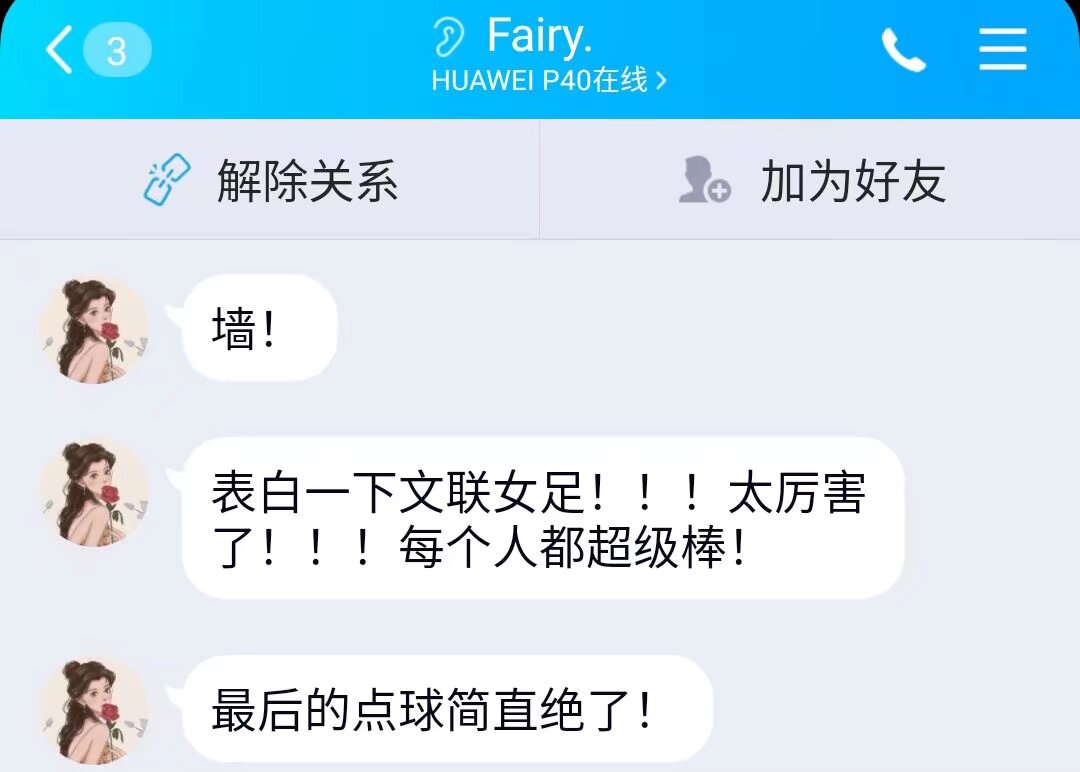 3
Fairy.
HUAWEI P40在线
解除关系
加为好友
墙！
表白一下文联女足！！！太厉害
了！！！每个人都超级棒！
最后的点球简直绝了！